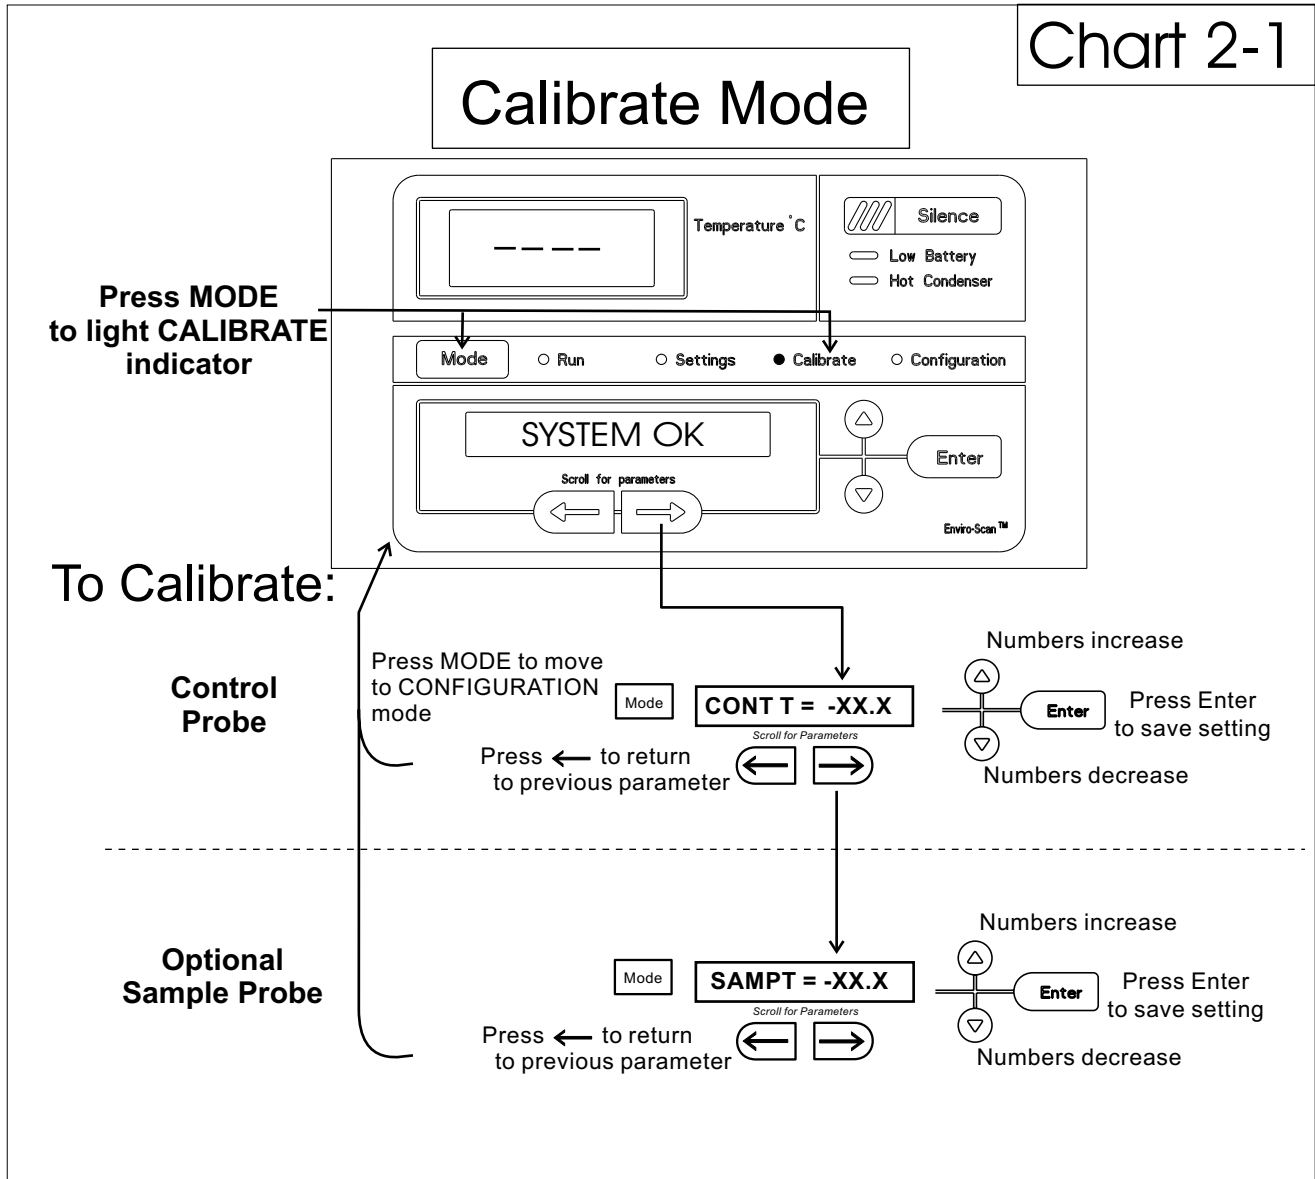 Chart 2-1
Calibrate Mode
----
Temperature °C
Silence
Low Battery
Hot Condenser
Press MODE
to light CALIBRATE
indicator
Mode
Run
Settings
Calibrate
Configuration
SYSTEM OK
Scroll for parameters
Enter
Enviro-Scan™
To Calibrate:
Control
Probe
Press MODE to move
to CONFIGURATION
mode
Mode
CONT T = -XX.X
Scroll for Parameters
Press ← to return
to previous parameter
Numbers increase
Enter
Press Enter
to save setting
Numbers decrease
Optional
Sample Probe
Mode
SAMPT = -XX.X
Scroll for Parameters
Press ← to return
to previous parameter
Numbers increase
Enter
Press Enter
to save setting
Numbers decrease